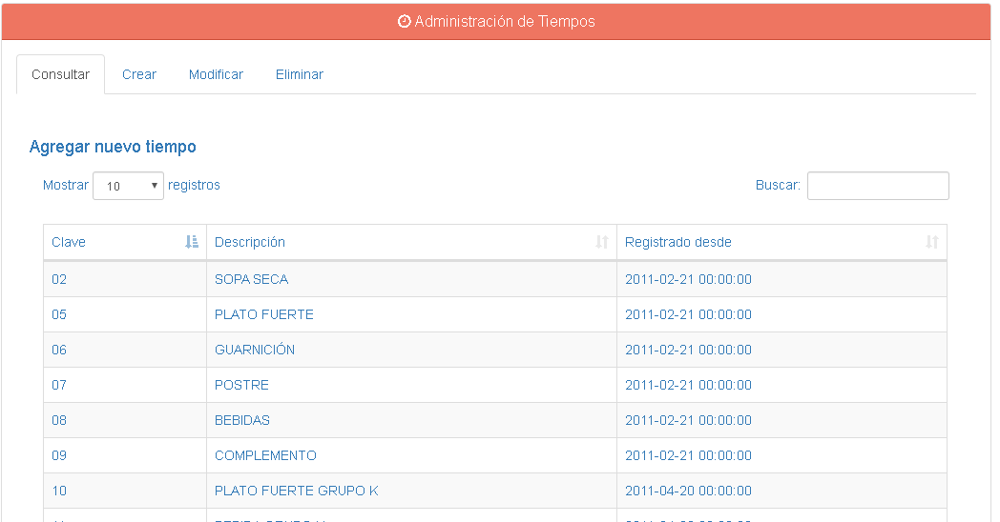 Administración de Tiempos
Consultar Crear Modificar Eliminar
Agregar nuevo tiempo
Mostrar 10 registros Buscar:
Clave Descripción Registrado desde
02 SOPA SECA 2011-02-21 00:00:00
05 PLATO FUERTE 2011-02-21 00:00:00
06 GUARNICIÓN 2011-02-21 00:00:00
07 POSTRE 2011-02-21 00:00:00
08 BEBIDAS 2011-02-21 00:00:00
09 COMPLEMENTO 2011-02-21 00:00:00
10 PLATO FUERTE GRUPO K 2011-04-20 00:00:00